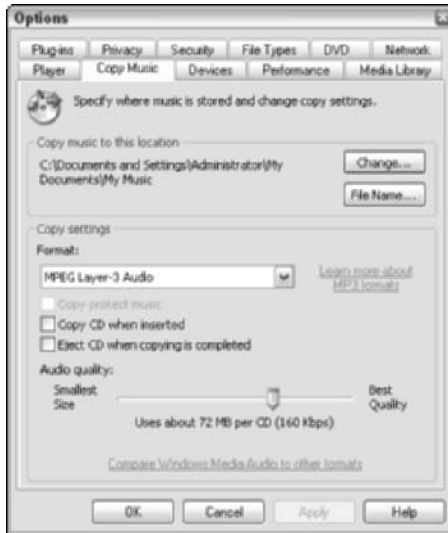 Options
Plug-ins Privacy Security File Types DVD Network
Player Copy Music Devices Performance Media Library
Specify where music is stored and change copy settings.
Copy music to this location
C:\Documents and Settings\Administrator\My
Documents\My Music
Change...
File Name...
Copy settings
Format:
MPEG Layer-3 Audio
Learn more about
MP3 formats
Copy protect music
Copy CD when inserted
Eject CD when copying is completed
Audio quality:
Smallest
Size
Best
Quality
Uses about 72 MB per CD (160 Kbps)
Compare Windows Media Audio to other formats
OK Cancel Apply Help